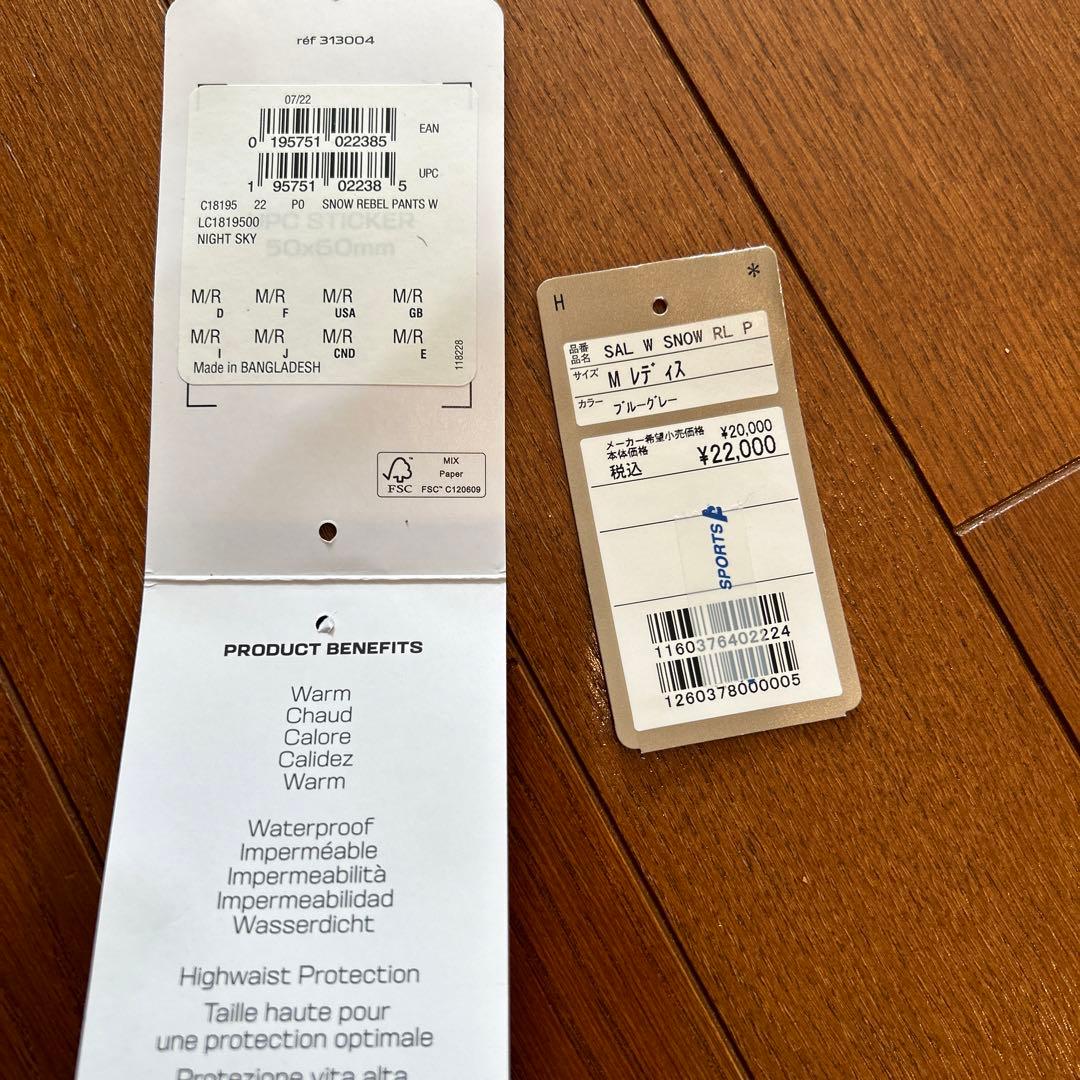 réf 313004
07/22
0 195751 022385 EAN
1 95751 02238 5 UPC
C18195 22 P0 SNOW REBEL PANTS W
LC1819500
UPC STICKER
NIGHT SKY
50x60mm
M/R D M/R F M/R USA M/R GB
M/R I M/R J M/R CND M/R E
Made in BANGLADESH
118228
FSC
MIX
Paper
FSC™ C120609
PRODUCT BENEFITS
Warm
Chaud
Calore
Calidez
Warm
Waterproof
Imperméable
Impermeabilità
Impermeabilidad
Wasserdicht
Highwaist Protection
Taille haute pour
une protection optimale
Protezione vita alta
H *
品番
品名 SAL W SNOW RL P
サイズ M レディス
カラー ブルーグレー
メーカー希望小売価格
本体価格 ¥20,000
税込 ¥22,000
SPORTS
1160376402224
1260378000005